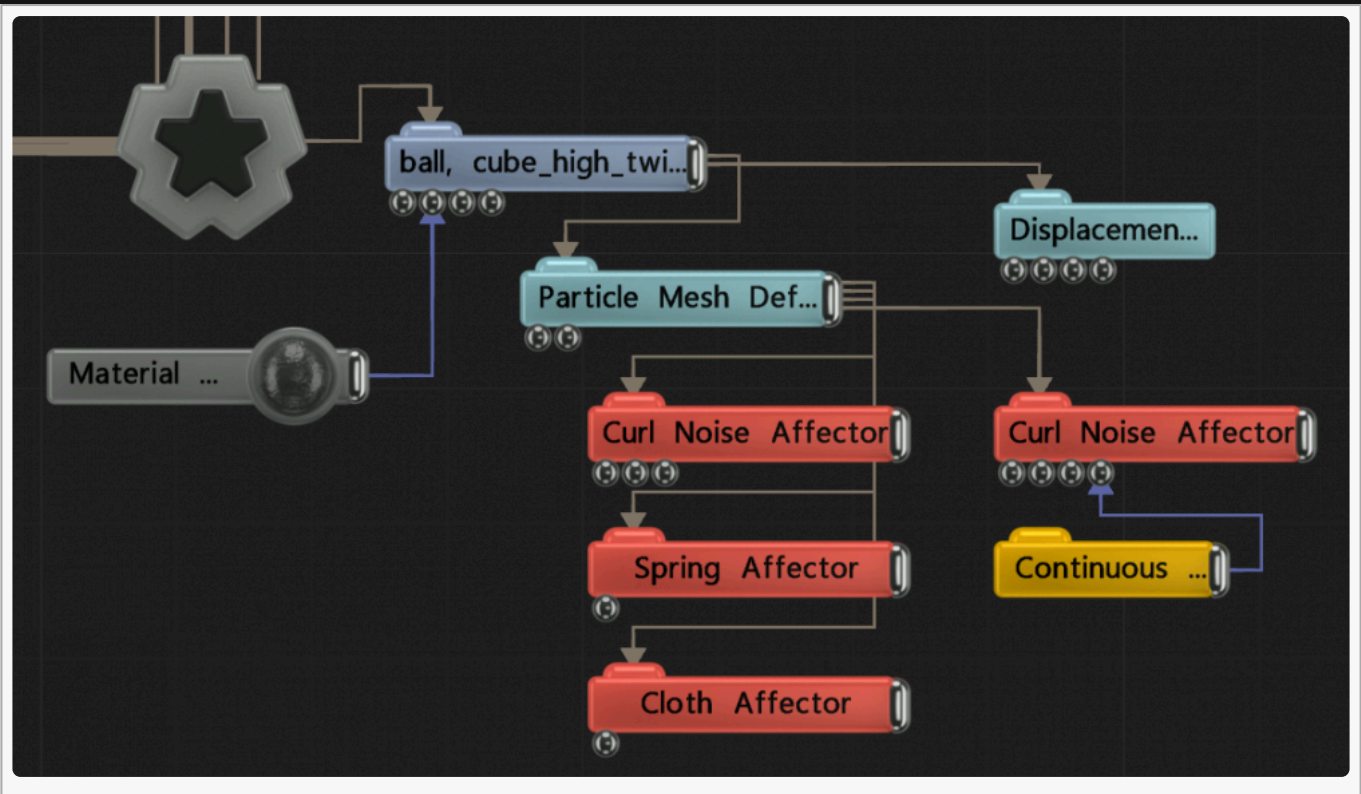 ball, cube_high_twi...
Displacemen...
Particle Mesh Def...
Material ...
Curl Noise Affector
Curl Noise Affector
Spring Affector
Continuous ...
Cloth Affector